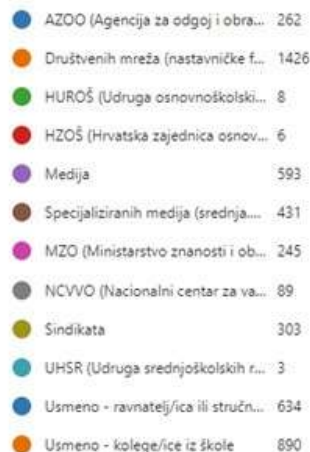 AZOO (Agencija za odgoj i obra... 262
Društvenih mreža (nastavničke f... 1426
HUROŠ (Udruga osnovnoškolski... 8
HZOŠ (Hrvatska zajednica osnov... 6
Medija 593
Specijaliziranih medija (srednja.... 431
MZO (Ministarstvo znanosti i ob... 245
NCVVO (Nacionalni centar za va... 89
Sindikata 303
UHSR (Udruga srednjoškolskih r... 3
Usmeno - ravnatelj/ica ili stručn... 634
Usmeno - kolege/ice iz škole 890